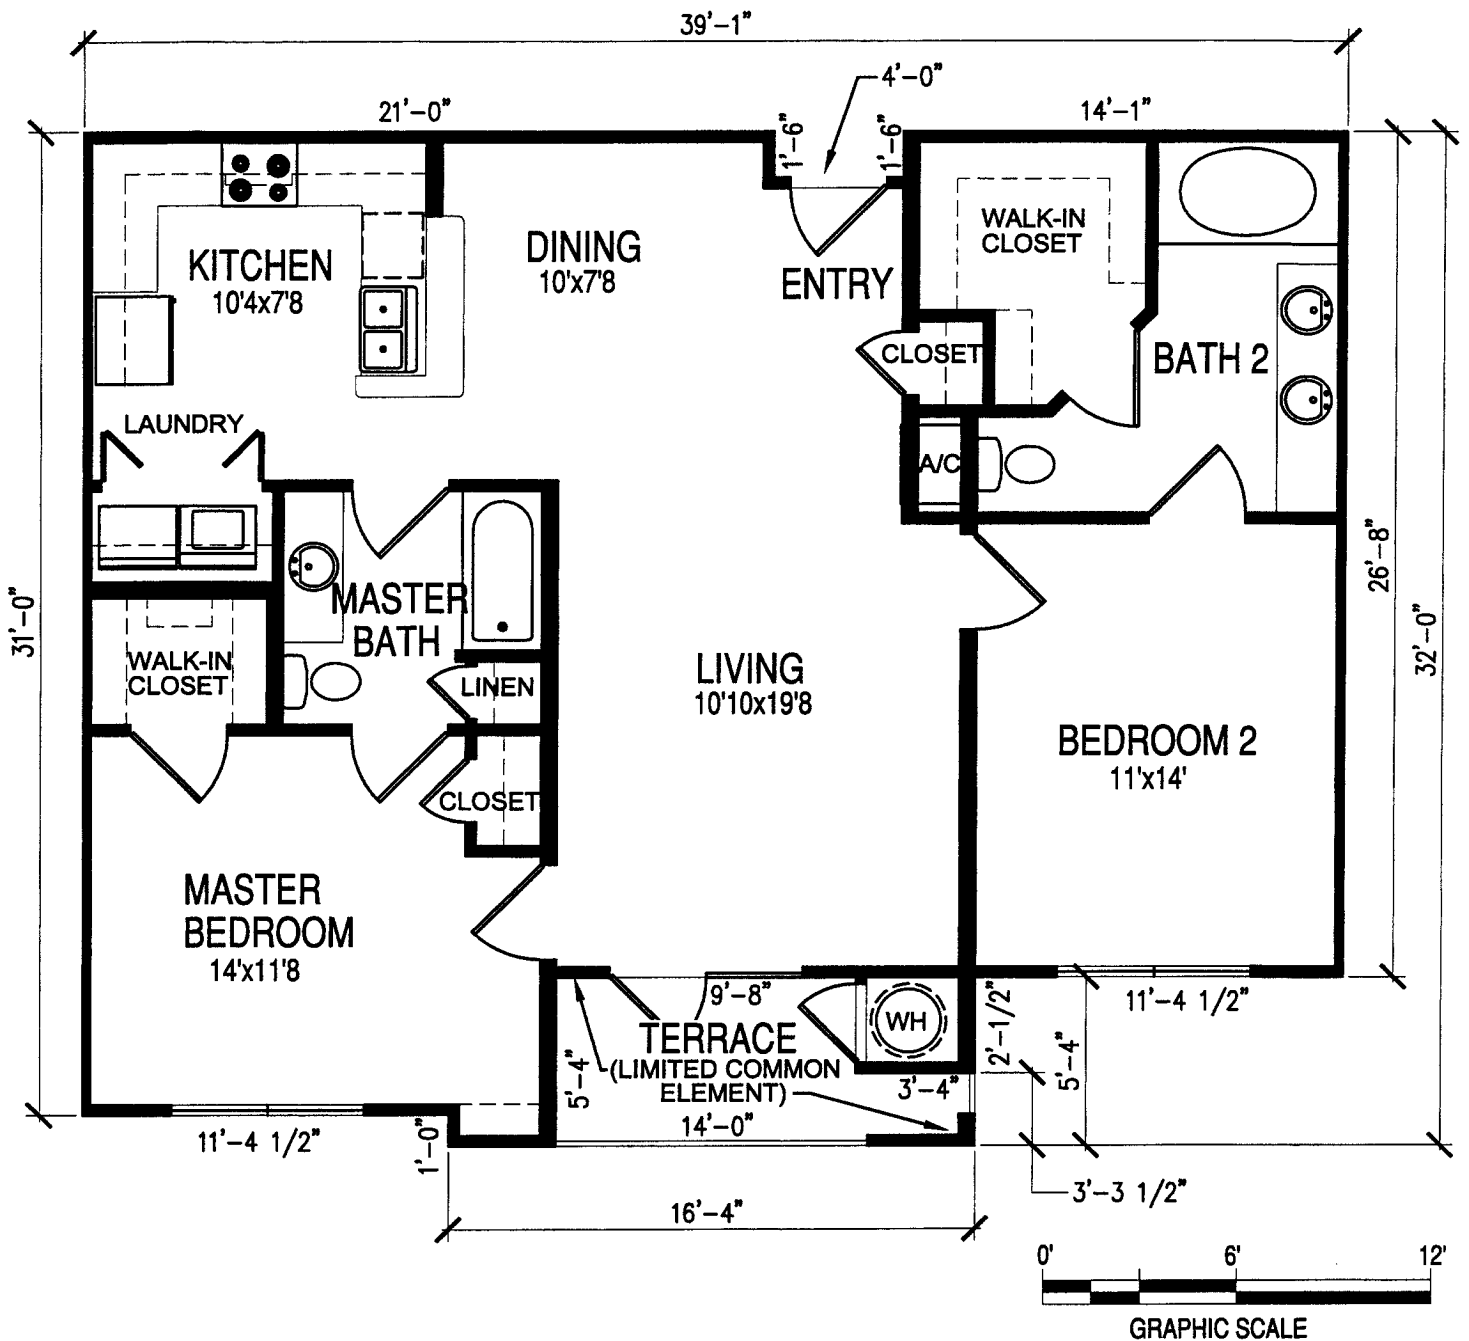 39'-1"
4'-0"
21'-0"
14'-1"
1'-6"
1'-6"
KITCHEN
10'4x7'8
DINING
10'x7'8
ENTRY
WALK-IN
CLOSET
CLOSET
BATH 2
LAUNDRY
A/C
26'-8"
32'-0"
31'-0"
MASTER
BATH
WALK-IN
CLOSET
LINEN
LIVING
10'10x19'8
BEDROOM 2
11'x14'
CLOSET
MASTER
BEDROOM
14'x11'8
9'-8"
WH
11'-4 1/2"
2'-1/2"
5'-4"
TERRACE
(LIMITED COMMON
ELEMENT)
5'-4"
3'-4"
14'-0"
11'-4 1/2"
1'-0"
3'-3 1/2"
16'-4"
0' 6' 12'
GRAPHIC SCALE